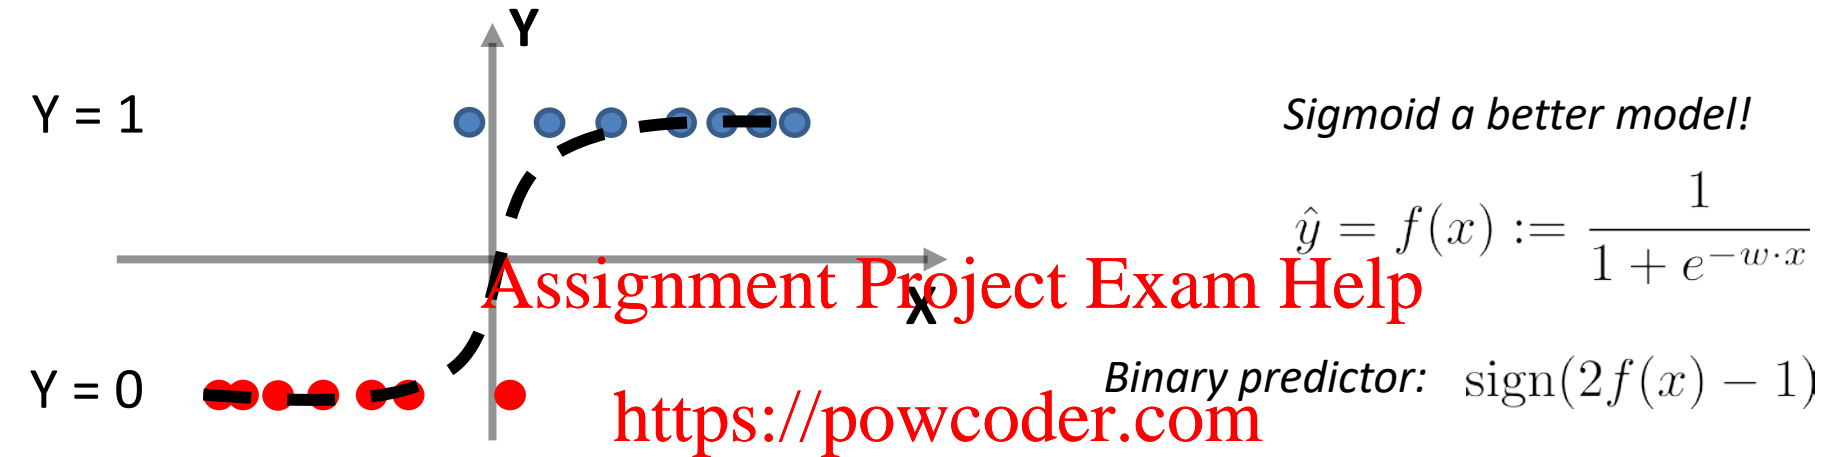 Y
Y = 1
Sigmoid a better model!
ŷ = f(x) := 1 / (1 + e^{-w·x})
Assignment Project Exam Help
X
Y = 0
Binary predictor: sign(2f(x) − 1)
https://powcoder.com